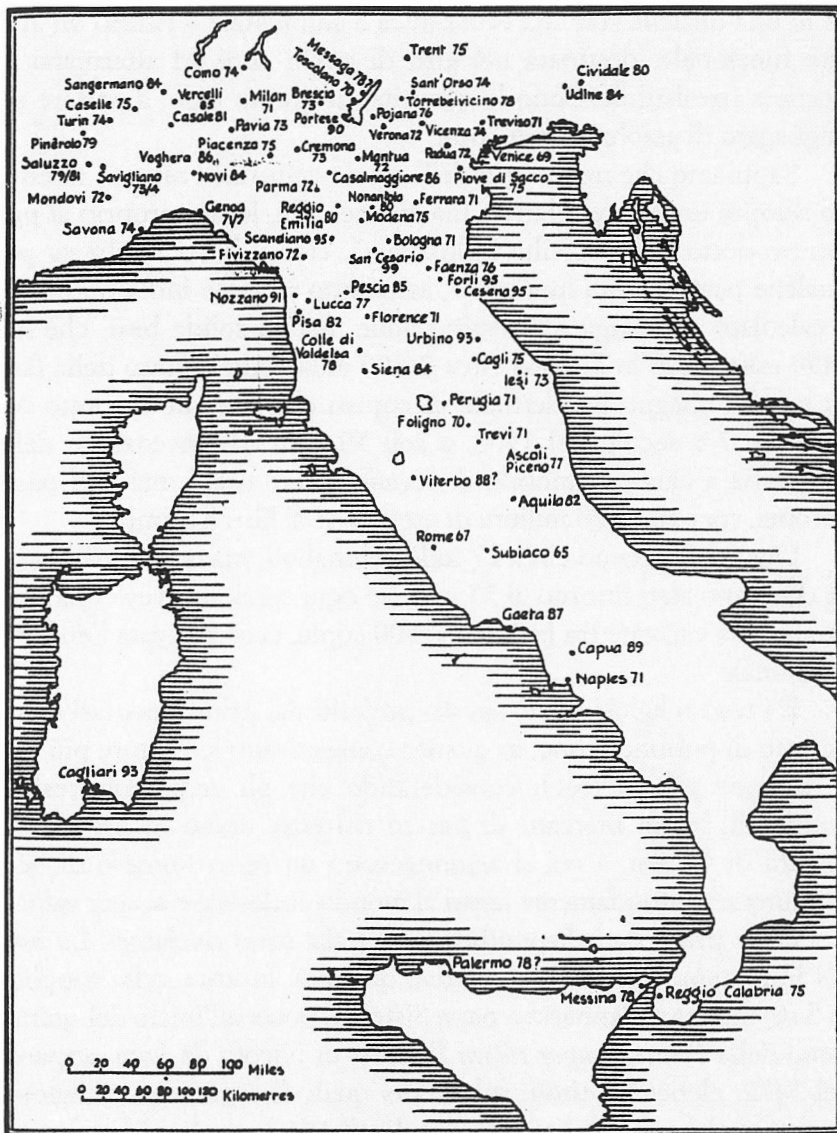 Trent 75
Como 74
Messaga 78?
Toscolano 70
Sant' Orso 74
Cividale 80
Sangermano 84
Vercelli
85
Milan
71
Brescia
73
Torrebelvicino 78
Udine 84
Caselle 75
Casale 81
Portese
90
Pojana 76
Treviso 71
Turin 74
Pavia 73
Verona 72
Vicenza 74
Pinérolo 79
Voghera
86
Piacenza 75
Cremona
73
Mantua
72
Padua 72
Venice 69
Saluzzo
79/81
Savigliano
73/4
Novi 84
Casalmaggiore 86
Piove di Sacco
75
Mondovi 72
Parma 72
Nonantola
80
Ferrara 71
Savona 74
Genoa
71/?
Reggio
Emilia 80
Modena 75
Scandiano 95
Bologna 71
Fivizzano 72
San Cesario
99
Faenza 76
Forli 95
Nozzano 91
Pescia 85
Cesena 95
Lucca 77
Pisa 82
Florence 71
Urbino 93
Colle di
Valdelsa
78
Cagli 75
Siena 84
Iesi 73
Perugia 71
Foligno 70
Trevi 71
Ascoli
Piceno 77
Viterbo 88?
Aquila 82
Rome 67
Subiaco 65
Gaeta 87
Capua 89
Naples 71
Cagliari 93
Palermo 78?
Messina 78
Reggio Calabria 75
0 20 40 60 80 100 Miles
0 20 40 60 80 100 120 Kilometres